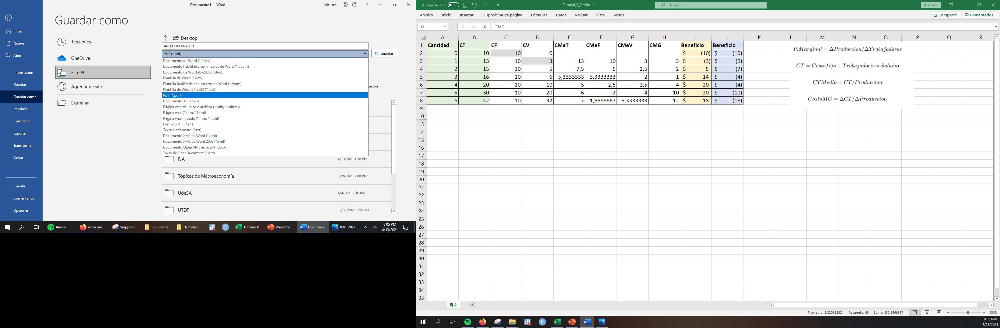 Documento1 - Word
Inic. ses.
?
Guardar como
Inicio
Nuevo
Abrir
Información
Guardar
Guardar como
Imprimir
Compartir
Exportar
Transformar
Cerrar
Cuenta
Comentarios
Opciones
Recientes
OneDrive
Este PC
Agregar un sitio
Examinar
Desktop
APELLIDO Parcial 1
PDF (*.pdf)
Guardar
Documento de Word (*.docx)
Documento habilitado con macros de Word (*.docm)
Documento de Word 97-2003 (*.doc)
Plantilla de Word (*.dotx)
Plantilla habilitada con macros de Word (*.dotm)
Plantilla de Word 97-2003 (*.dot)
PDF (*.pdf)
Documento XPS (*.xps)
Página web de un solo archivo (*.mht, *.mhtml)
Página web (*.htm, *.html)
Página web, filtrada (*.htm, *.html)
Formato RTF (*.rtf)
Texto sin formato (*.txt)
Documento XML de Word (*.xml)
Documento XML de Word 2003 (*.xml)
Documento Open XML estricto (*.docx)
Texto de OpenDocument (*.odt)
cación
R.A 4/13/2021 1:10 PM
Tópicos de Macroeconomía 3/26/2021 7:08 PM
UdeSA 4/4/2021 7:10 PM
UTDT 12/31/2020 2:55 PM
Ainda - ... econ me... Snipping ... Solucione... Tutorial c... R Tutorial_6... Presentac... Documen... IMG_2021... ESP 8:05 PM
4/13/2021
Autoguardado Tutorial_6_Otoño Buscar Inic. ses.
Archivo Inicio Insertar Disposición de página Fórmulas Datos Revisar Vista Ayuda Compartir Comentarios
H1 fx CMG
A B C D E F G H I J K L M N O P Q R
1 Cantidad CT CF CV CMeT CMeF CMeV CMG Beneficio Beneficio
2 0 10 10 0 $ (10) $ (10)
3 1 13 10 3 13 10 3 3 $ (3) $ (9)
4 2 15 10 5 7,5 5 2,5 2 $ 5 $ (7)
5 3 16 10 6 5,3333333 3,3333333 2 1 $ 14 $ (4)
6 4 20 10 10 5 2,5 2,5 4 $ 20 $ (4)
7 5 30 10 20 6 2 4 10 $ 20 $ (10)
8 6 42 10 32 7 1,6666667 5,3333333 12 $ 18 $ (18)
9
10
13
14
15
16
17
18
19
20
21
22
23
24
25
26
27
28
29
30
31
32
33
34
35
P.Marginal = ΔProduccion/ΔTrabajadores
CT = Costofijo + Trabajadores ∗ Salario
CTMedio = CT/Produccion
CostoMG = ΔCT/ΔProduccion
Ej 4
Promedio: 8,320512821 Recuento: 60 Suma: 432,6666667 130%
8:05 PM
4/13/2021